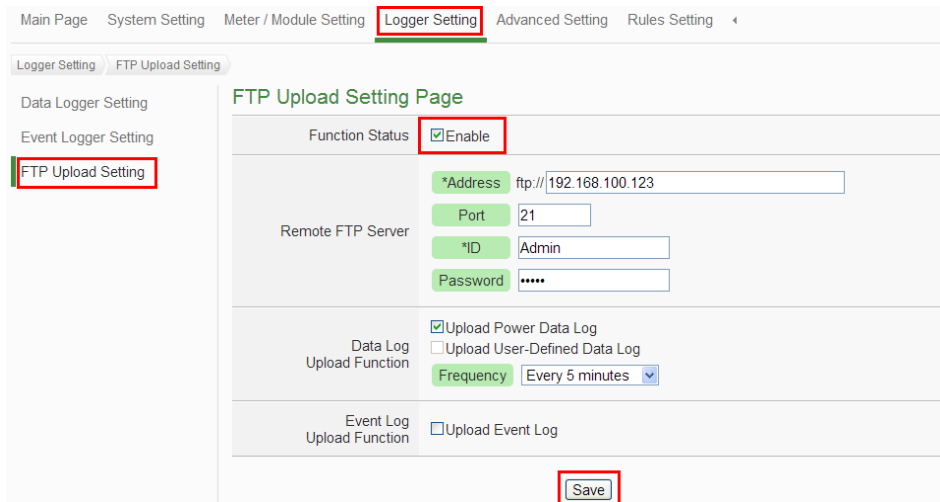 Main Page System Setting Meter / Module Setting Logger Setting Advanced Setting Rules Setting
Logger Setting FTP Upload Setting
Data Logger Setting
Event Logger Setting
FTP Upload Setting
FTP Upload Setting Page
Function Status Enable
Remote FTP Server
*Address ftp:// 192.168.100.123
Port 21
*ID Admin
Password •••••
Data Log
Upload Function
Upload Power Data Log
Upload User-Defined Data Log
Frequency Every 5 minutes
Event Log
Upload Function
Upload Event Log
Save